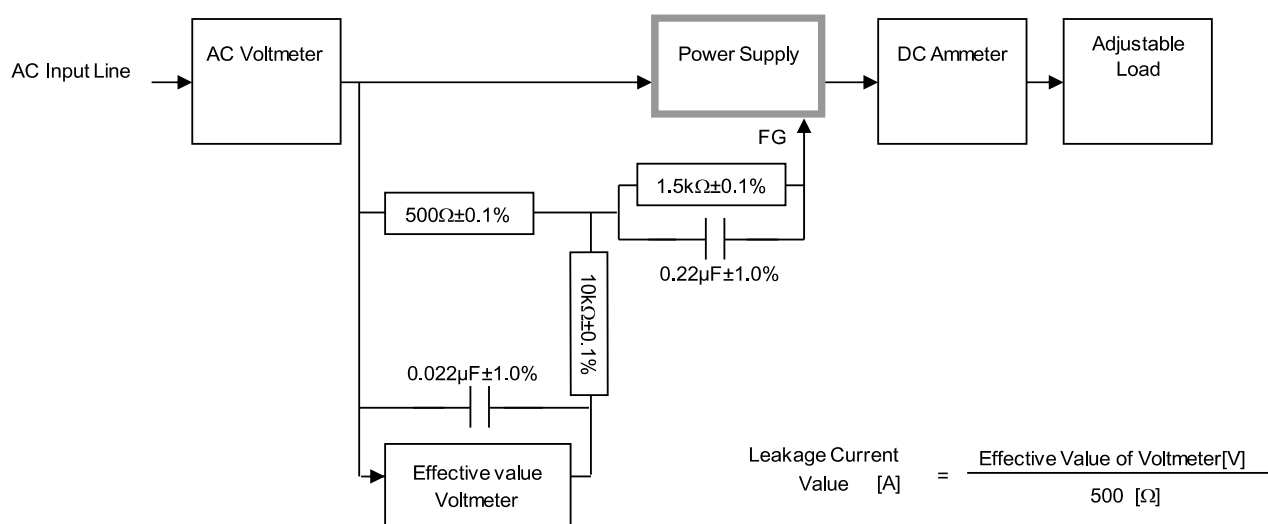 AC Input Line
AC Voltmeter
Power Supply
DC Ammeter
Adjustable
Load
FG
500Ω±0.1%
1.5kΩ±0.1%
0.22µF±1.0%
10kΩ±0.1%
0.022µF±1.0%
Effective value
Voltmeter
Leakage Current
Value [A]
=
Effective Value of Voltmeter[V]
500 [Ω]